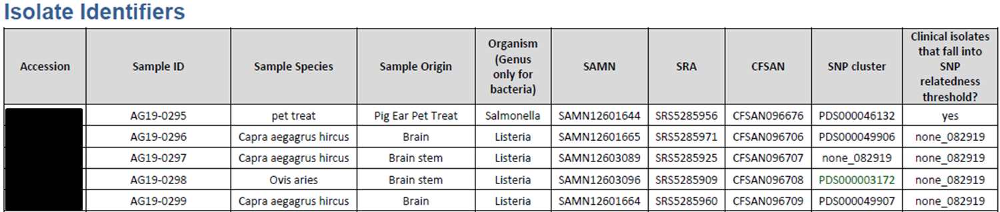 Isolate Identifiers
Accession Sample ID Sample Species Sample Origin Organism (Genus only for bacteria) SAMN SRA CFSAN SNP cluster Clinical isolates that fall into SNP relatedness threshold?
AG19-0295 pet treat Pig Ear Pet Treat Salmonella SAMN12601644 SRS5285956 CFSAN096676 PDS000046132 yes
AG19-0296 Capra aegagrus hircus Brain Listeria SAMN12601665 SRS5285971 CFSAN096706 PDS000049906 none_082919
AG19-0297 Capra aegagrus hircus Brain stem Listeria SAMN12603089 SRS5285925 CFSAN096707 none_082919 none_082919
AG19-0298 Ovis aries Brain stem Listeria SAMN12603096 SRS5285909 CFSAN096708 PDS000003172 none_082919
AG19-0299 Capra aegagrus hircus Brain Listeria SAMN12601664 SRS5285960 CFSAN096709 PDS000049907 none_082919